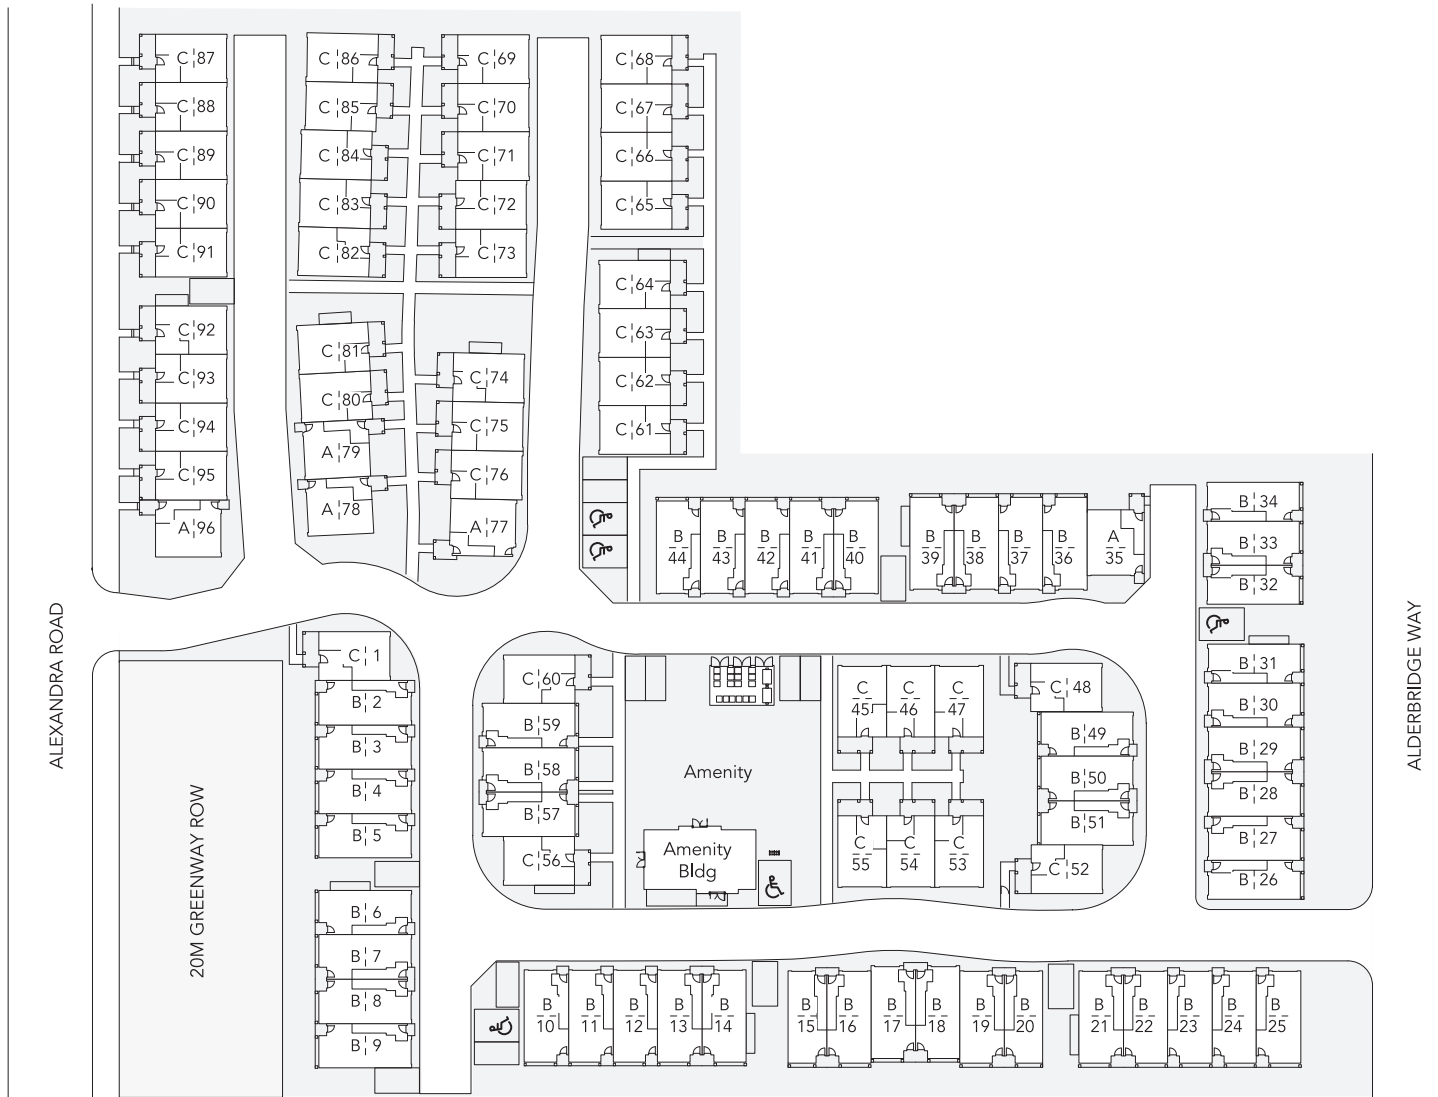 C 87
C 88
C 89
C 90
C 91
C 92
C 93
C 94
C 95
A 96
C 86
C 85
C 84
C 83
C 82
C 81
C 80
A 79
A 78
C 69
C 70
C 71
C 72
C 73
C 74
C 75
C 76
A 77
C 68
C 67
C 66
C 65
C 64
C 63
C 62
C 61
B 44
B 43
B 42
B 41
B 40
B 39
B 38
B 37
B 36
A 35
B 34
B 33
B 32
B 31
B 30
B 29
B 28
B 27
B 26
ALEXANDRA ROAD
ALDERBRIDGE WAY
20M GREENWAY ROW
C 1
B 2
B 3
B 4
B 5
B 6
B 7
B 8
B 9
C 60
B 59
B 58
B 57
C 56
Amenity
Amenity
Bldg
C 45
C 46
C 47
C 55
C 54
C 53
C 48
B 49
B 50
B 51
C 52
B 10
B 11
B 12
B 13
B 14
B 15
B 16
B 17
B 18
B 19
B 20
B 21
B 22
B 23
B 24
B 25